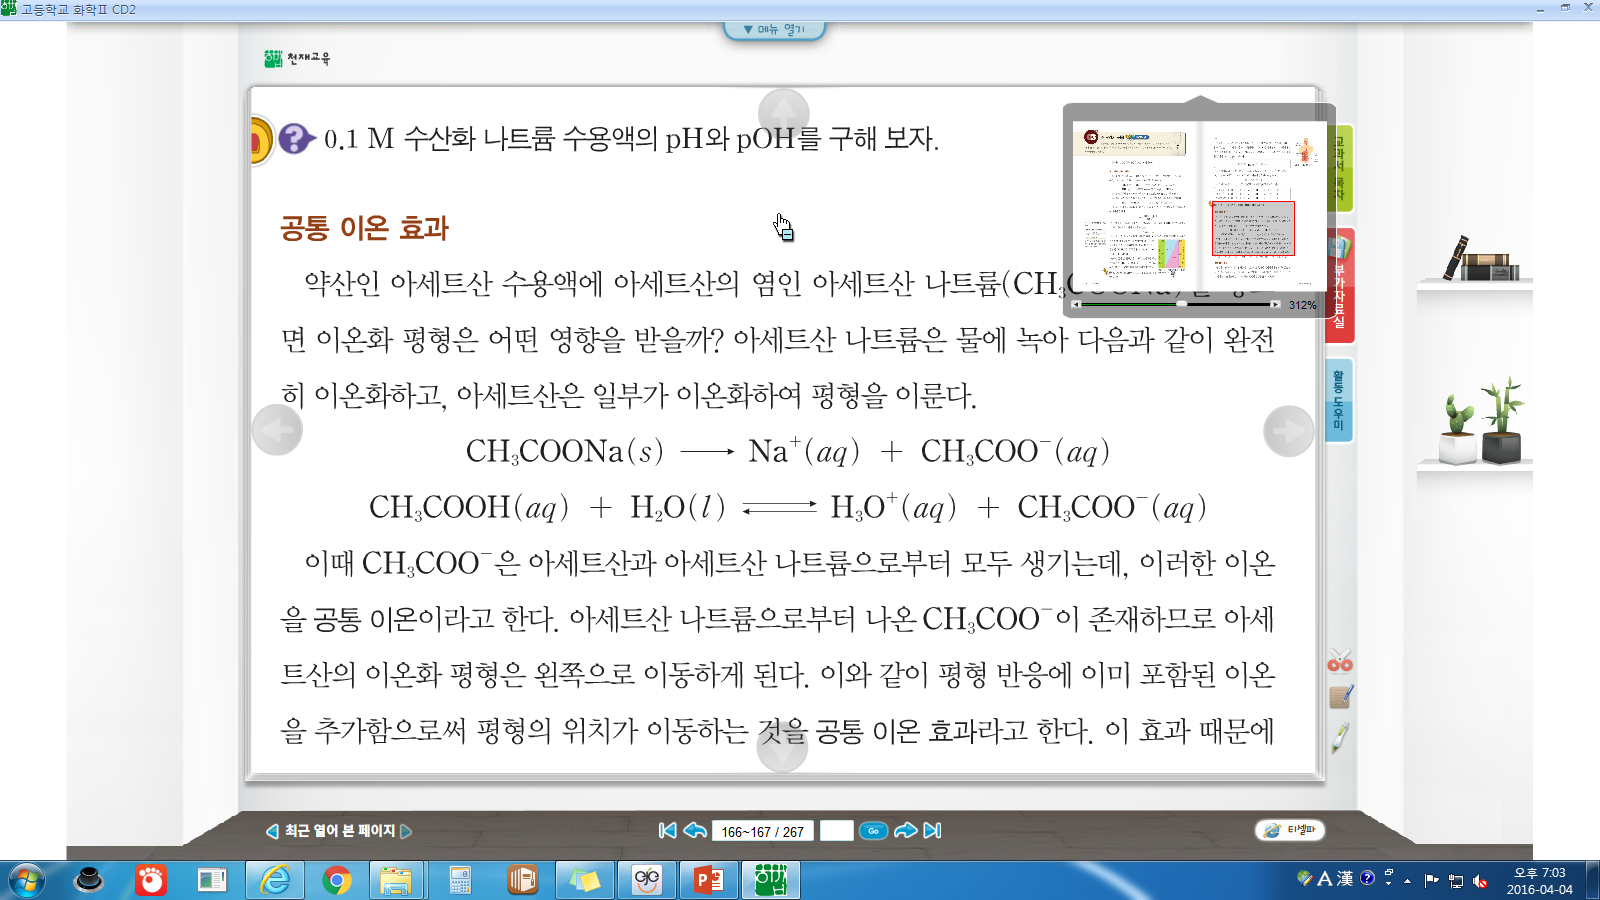 고등학교 화학Ⅱ CD2
▼ 메뉴 열기
천재교육
0.1 M 수산화 나트륨 수용액의 pH와 pOH를 구해 보자.
공통 이온 효과
약산인 아세트산 수용액에 아세트산의 염인 아세트산 나트륨(CH₃
면 이온화 평형은 어떤 영향을 받을까? 아세트산 나트륨은 물에 녹아 다음과 같이 완전
히 이온화하고, 아세트산은 일부가 이온화하여 평형을 이룬다.
CH₃COONa(s) ⟶ Na⁺(aq) + CH₃COO⁻(aq)
CH₃COOH(aq) + H₂O(l) ⇌ H₃O⁺(aq) + CH₃COO⁻(aq)
이때 CH₃COO⁻은 아세트산과 아세트산 나트륨으로부터 모두 생기는데, 이러한 이온
을 공통 이온이라고 한다. 아세트산 나트륨으로부터 나온 CH₃COO⁻이 존재하므로 아세
트산의 이온화 평형은 왼쪽으로 이동하게 된다. 이와 같이 평형 반응에 이미 포함된 이온
을 추가함으로써 평형의 위치가 이동하는 것을 공통 이온 효과라고 한다. 이 효과 때문에
312%
교과서 목차
부가자료실
활동 도우미
최근 열어 본 페이지
166~167 / 267
Go
티셀파
A 漢
오후 7:03
2016-04-04